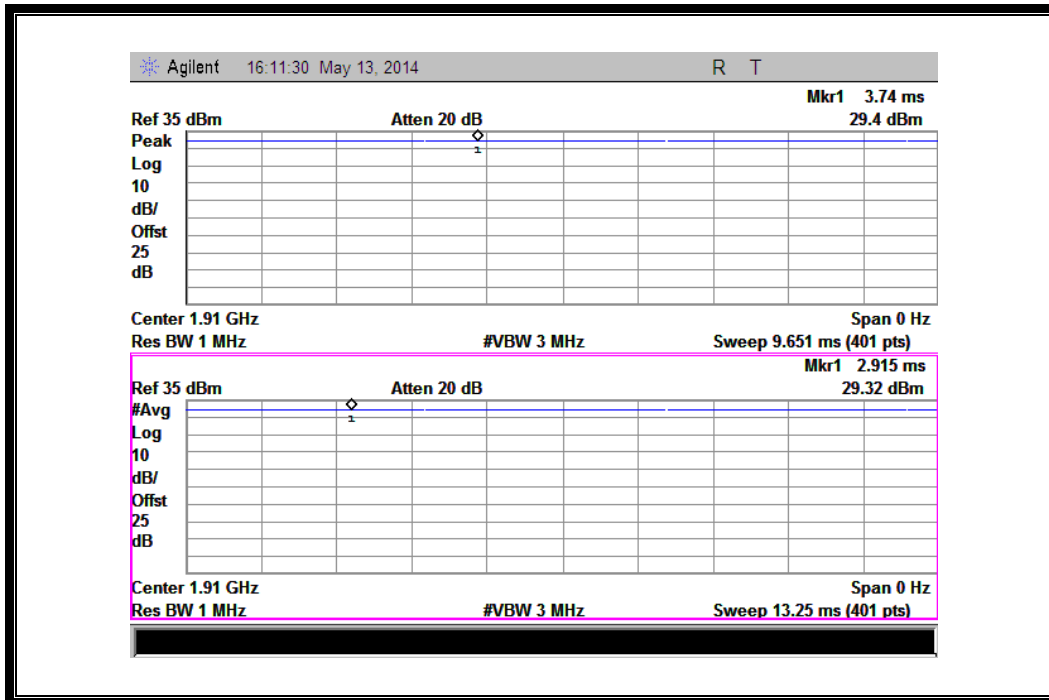 Agilent 16:11:30 May 13, 2014 R T
Mkr1 3.74 ms
Ref 35 dBm Atten 20 dB 29.4 dBm
Peak
Log
10
dB/
Offst
25
dB
1
Center 1.91 GHz Span 0 Hz
Res BW 1 MHz #VBW 3 MHz Sweep 9.651 ms (401 pts)
Mkr1 2.915 ms
Ref 35 dBm Atten 20 dB 29.32 dBm
#Avg
Log
10
dB/
Offst
25
dB
1
Center 1.91 GHz Span 0 Hz
Res BW 1 MHz #VBW 3 MHz Sweep 13.25 ms (401 pts)